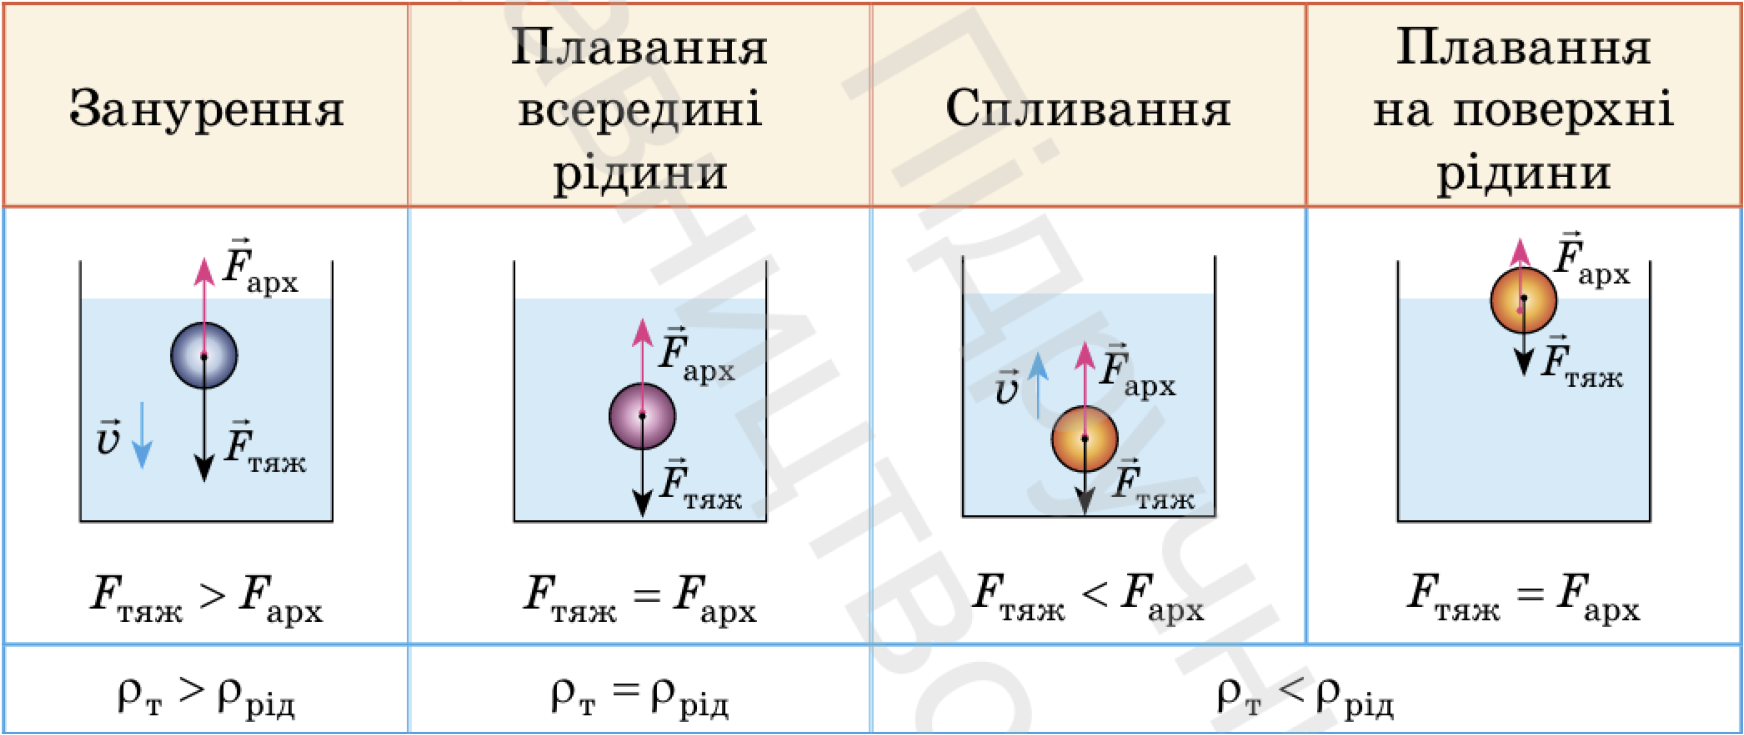 Занурення
Плавання
всередині
рідини
Спливання
Плавання
на поверхні
рідини
F⃗арх
v⃗
F⃗тяж
F⃗арх
F⃗тяж
v⃗
F⃗арх
F⃗тяж
F⃗арх
F⃗тяж
Fтяж > Fарх
Fтяж = Fарх
Fтяж < Fарх
Fтяж = Fарх
ρт > ρрід
ρт = ρрід
ρт < ρрід